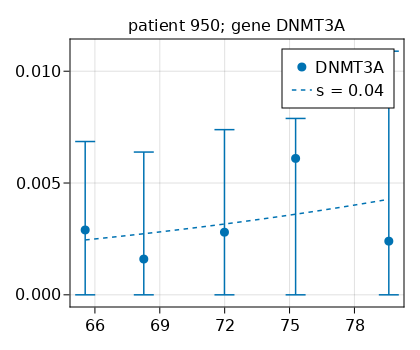 patient 950; gene DNMT3A
0.010
0.005
0.000
DNMT3A
s = 0.04
66 69 72 75 78